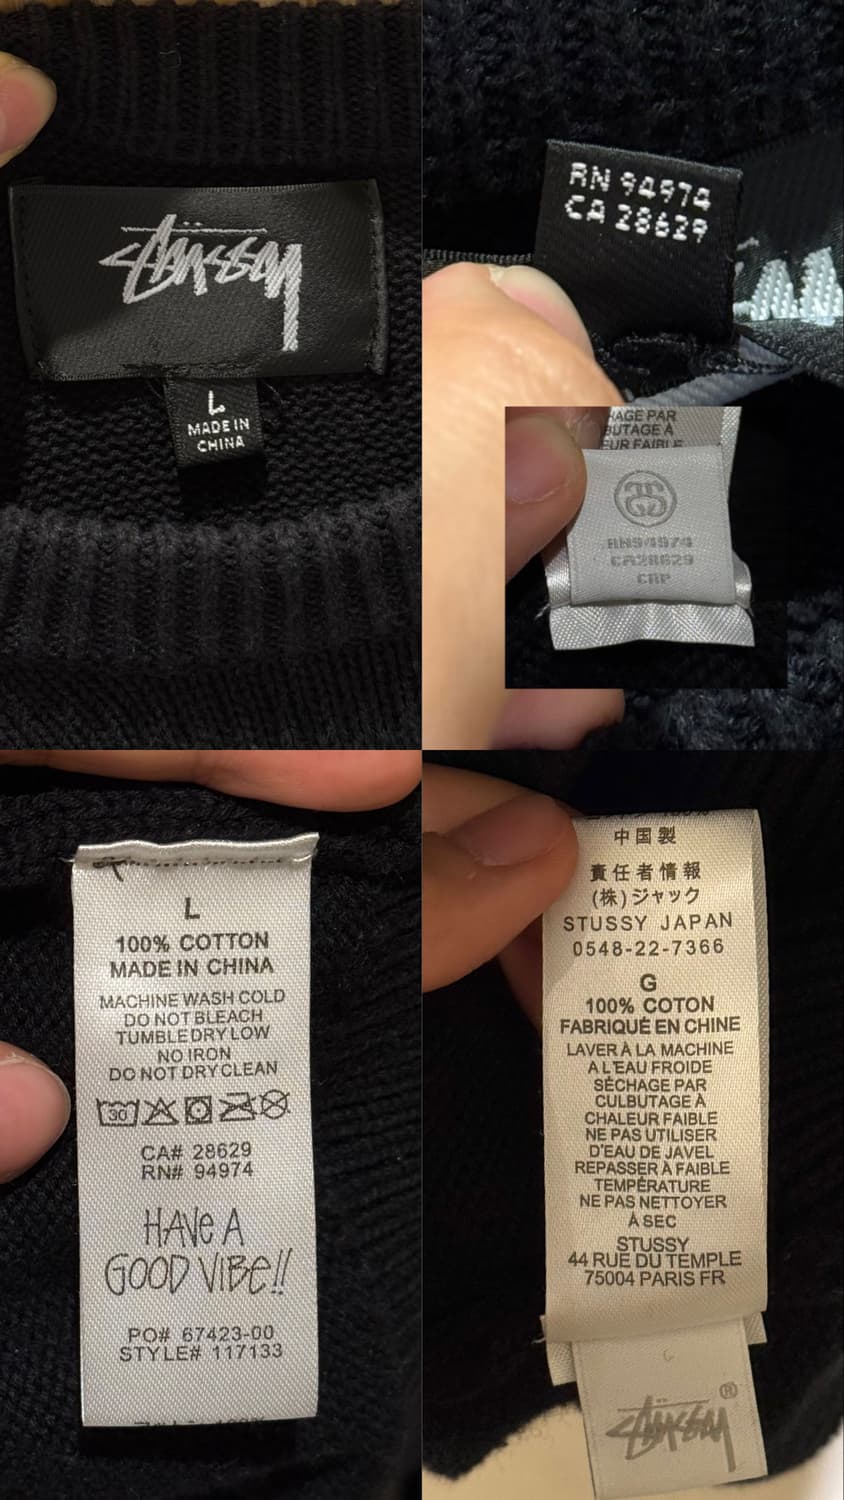 Stüssy
L
MADE IN
CHINA
RN 94974
CA 28629
BUTAGE À
EUR FAIBLE
RN94974
CA28629
CRP
L
100% COTTON
MADE IN CHINA
MACHINE WASH COLD
DO NOT BLEACH
TUMBLE DRY LOW
NO IRON
DO NOT DRY CLEAN
30
CA# 28629
RN# 94974
HAVe A
GOOD VIBe!!
PO# 67423-00
STYLE# 117133
中国製
責任者情報
(株)ジャック
STUSSY JAPAN
0548-22-7366
G
100% COTON
FABRIQUÉ EN CHINE
LAVER À LA MACHINE
A L'EAU FROIDE
SÉCHAGE PAR
CULBUTAGE À
CHALEUR FAIBLE
NE PAS UTILISER
D'EAU DE JAVEL
REPASSER À FAIBLE
TEMPÉRATURE
NE PAS NETTOYER
À SEC
STUSSY
44 RUE DU TEMPLE
75004 PARIS FR
Stüssy ®